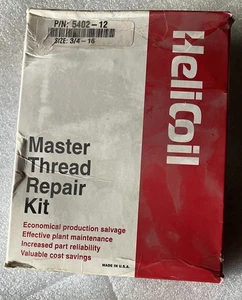 P/N: 5402-12
SIZE: 3/4 - 16
HeliCoil
Master
Thread
Repair
Kit
Economical production salvage
Effective plant maintenance
Increased part reliability
Valuable cost savings
MADE IN U.S.A.